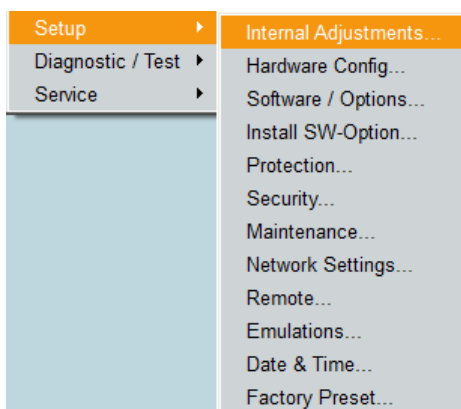 Setup
Diagnostic / Test
Service
Internal Adjustments...
Hardware Config...
Software / Options...
Install SW-Option...
Protection...
Security...
Maintenance...
Network Settings...
Remote...
Emulations...
Date & Time...
Factory Preset...